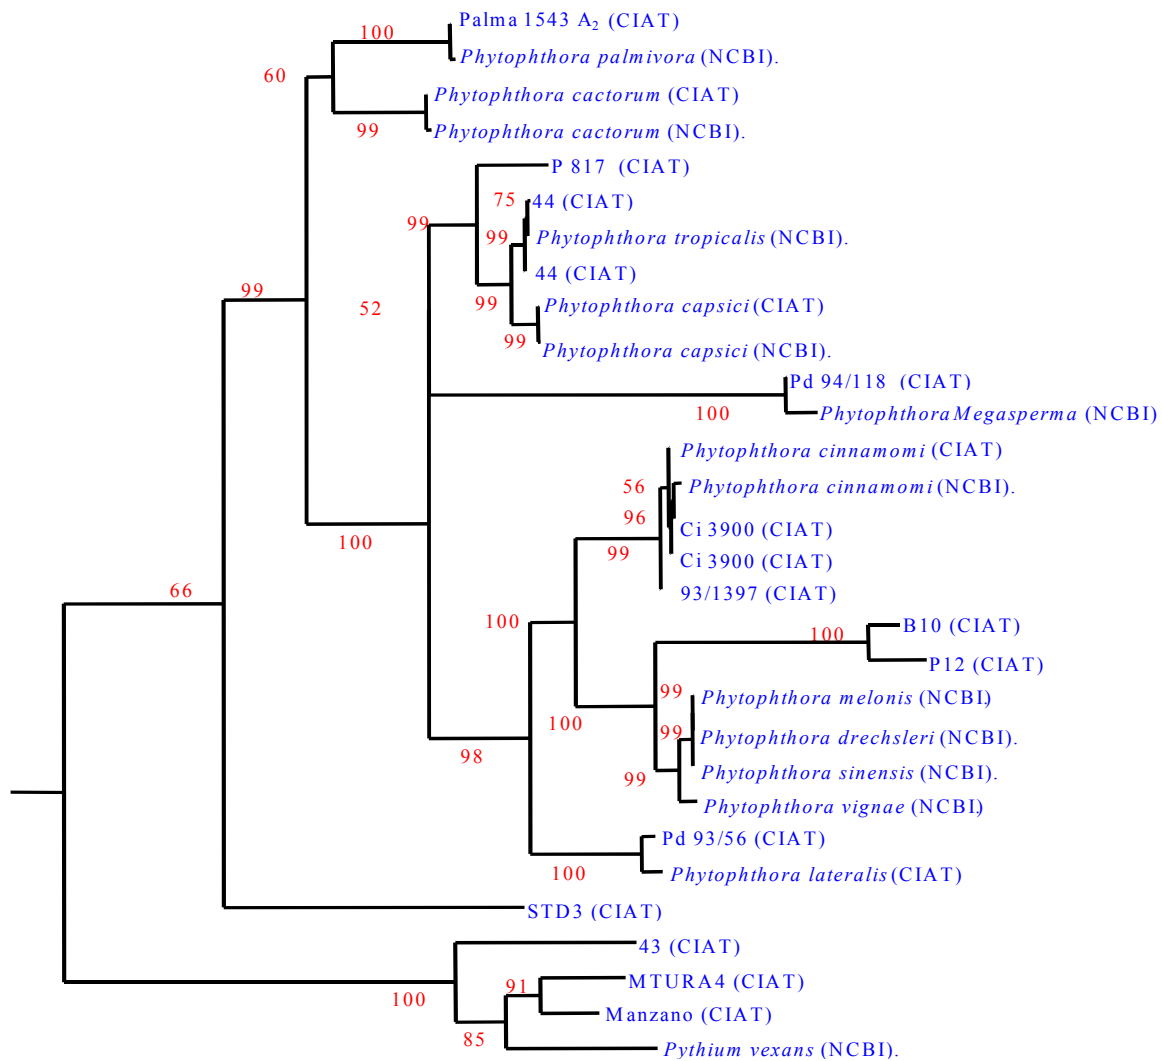 Palma 1543 A₂ (CIAT)
100
Phytophthora palmivora (NCBI).
60
Phytophthora cactorum (CIAT)
99
Phytophthora cactorum (NCBI).
P 817 (CIAT)
75
44 (CIAT)
99
99
Phytophthora tropicalis (NCBI).
44 (CIAT)
99
52
99
Phytophthora capsici (CIAT)
99
Phytophthora capsici (NCBI).
Pd 94/118 (CIAT)
100
Phytophthora Megasperma (NCBI)
Phytophthora cinnamomi (CIAT)
56
Phytophthora cinnamomi (NCBI).
96
Ci 3900 (CIAT)
100
99
Ci 3900 (CIAT)
66
93/1397 (CIAT)
100
100
B10 (CIAT)
P12 (CIAT)
99
Phytophthora melonis (NCBI)
100
99
Phytophthora drechsleri (NCBI).
98
99
Phytophthora sinensis (NCBI).
Phytophthora vignae (NCBI)
Pd 93/56 (CIAT)
100
Phytophthora lateralis (CIAT)
STD3 (CIAT)
43 (CIAT)
91
MTURA4 (CIAT)
100
Manzano (CIAT)
85
Pythium vexans (NCBI).